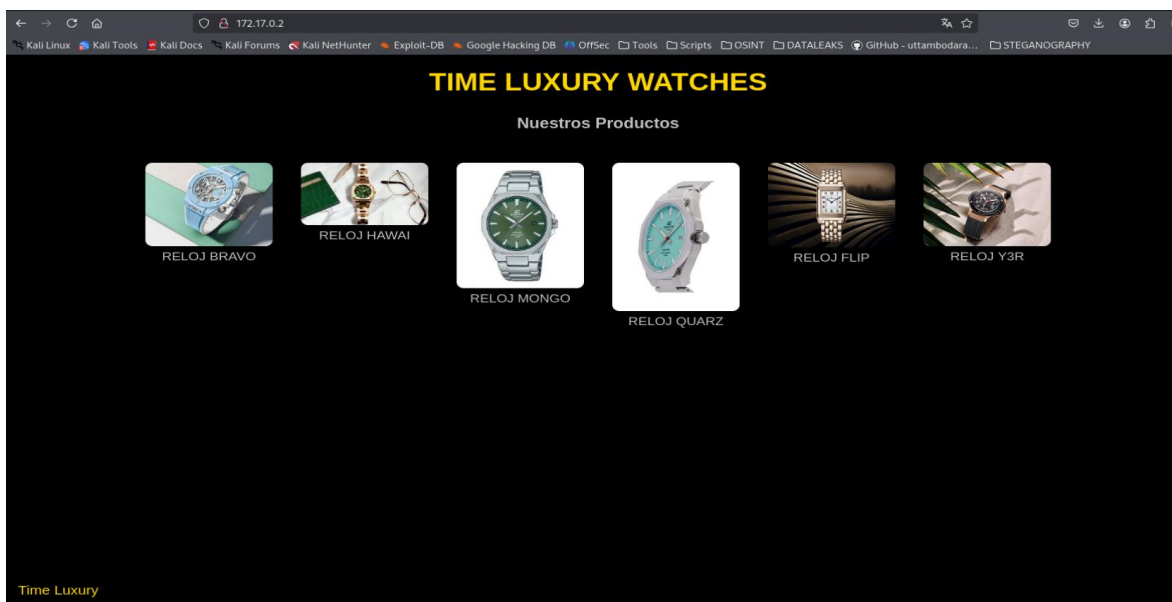 172.17.0.2
Kali Linux Kali Tools Kali Docs Kali Forums Kali NetHunter Exploit-DB Google Hacking DB OffSec Tools Scripts OSINT DATALEAKS GitHub - uttambodara... STEGANOGRAPHY
TIME LUXURY WATCHES
Nuestros Productos
RELOJ BRAVO
RELOJ HAWAI
RELOJ MONGO
RELOJ QUARZ
RELOJ FLIP
RELOJ Y3R
Time Luxury